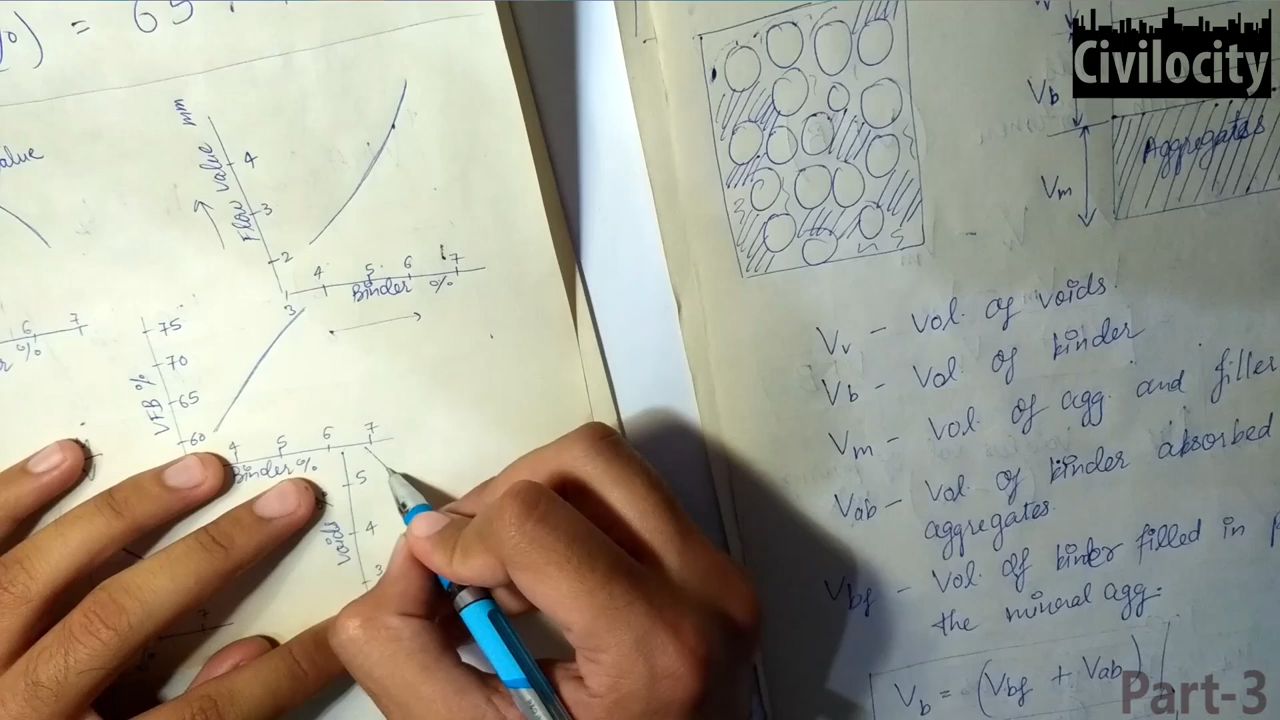 %) = 65
alue
mm
Flow Value
4
3
2
3 4 5 6 7
Binder %
6 7
%
VFB %
75
70
65
60
4 5 6 7
Binder %
Voids
5
4
3
7
Civilocity
Vb
Vm
Aggregates
Vv - Vol. of voids.
Vb - Vol of binder
Vm - Vol of agg. and filler
Vab - Vol of binder absorbed
aggregates.
Vbf - Vol. of binder filled in
the mineral agg.
Vb = (Vbf + Vab)
Part-3